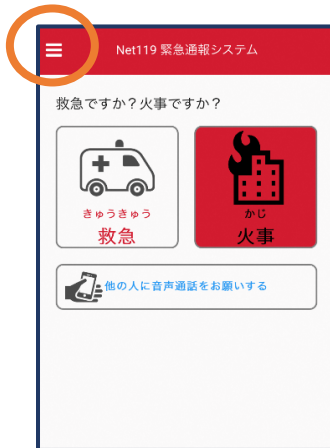 Net119 緊急通報システム
救急ですか？火事ですか？
きゅうきゅう
救急
かじ
火事
他の人に音声通話をお願いする